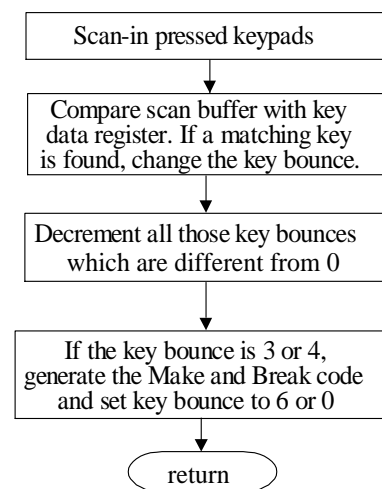 Scan-in pressed keypads
Compare scan buffer with key
data register. If a matching key
is found, change the key bounce.
Decrement all those key bounces
which are different from 0
If the key bounce is 3 or 4,
generate the Make and Break code
and set key bounce to 6 or 0
return